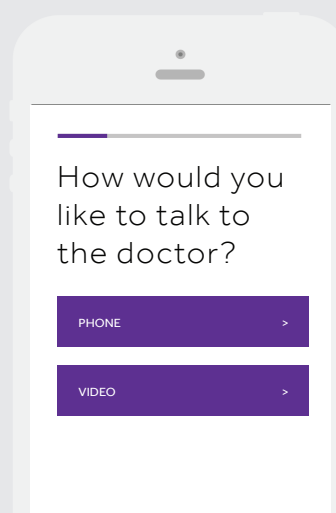 How would you
like to talk to
the doctor?
PHONE >
VIDEO >